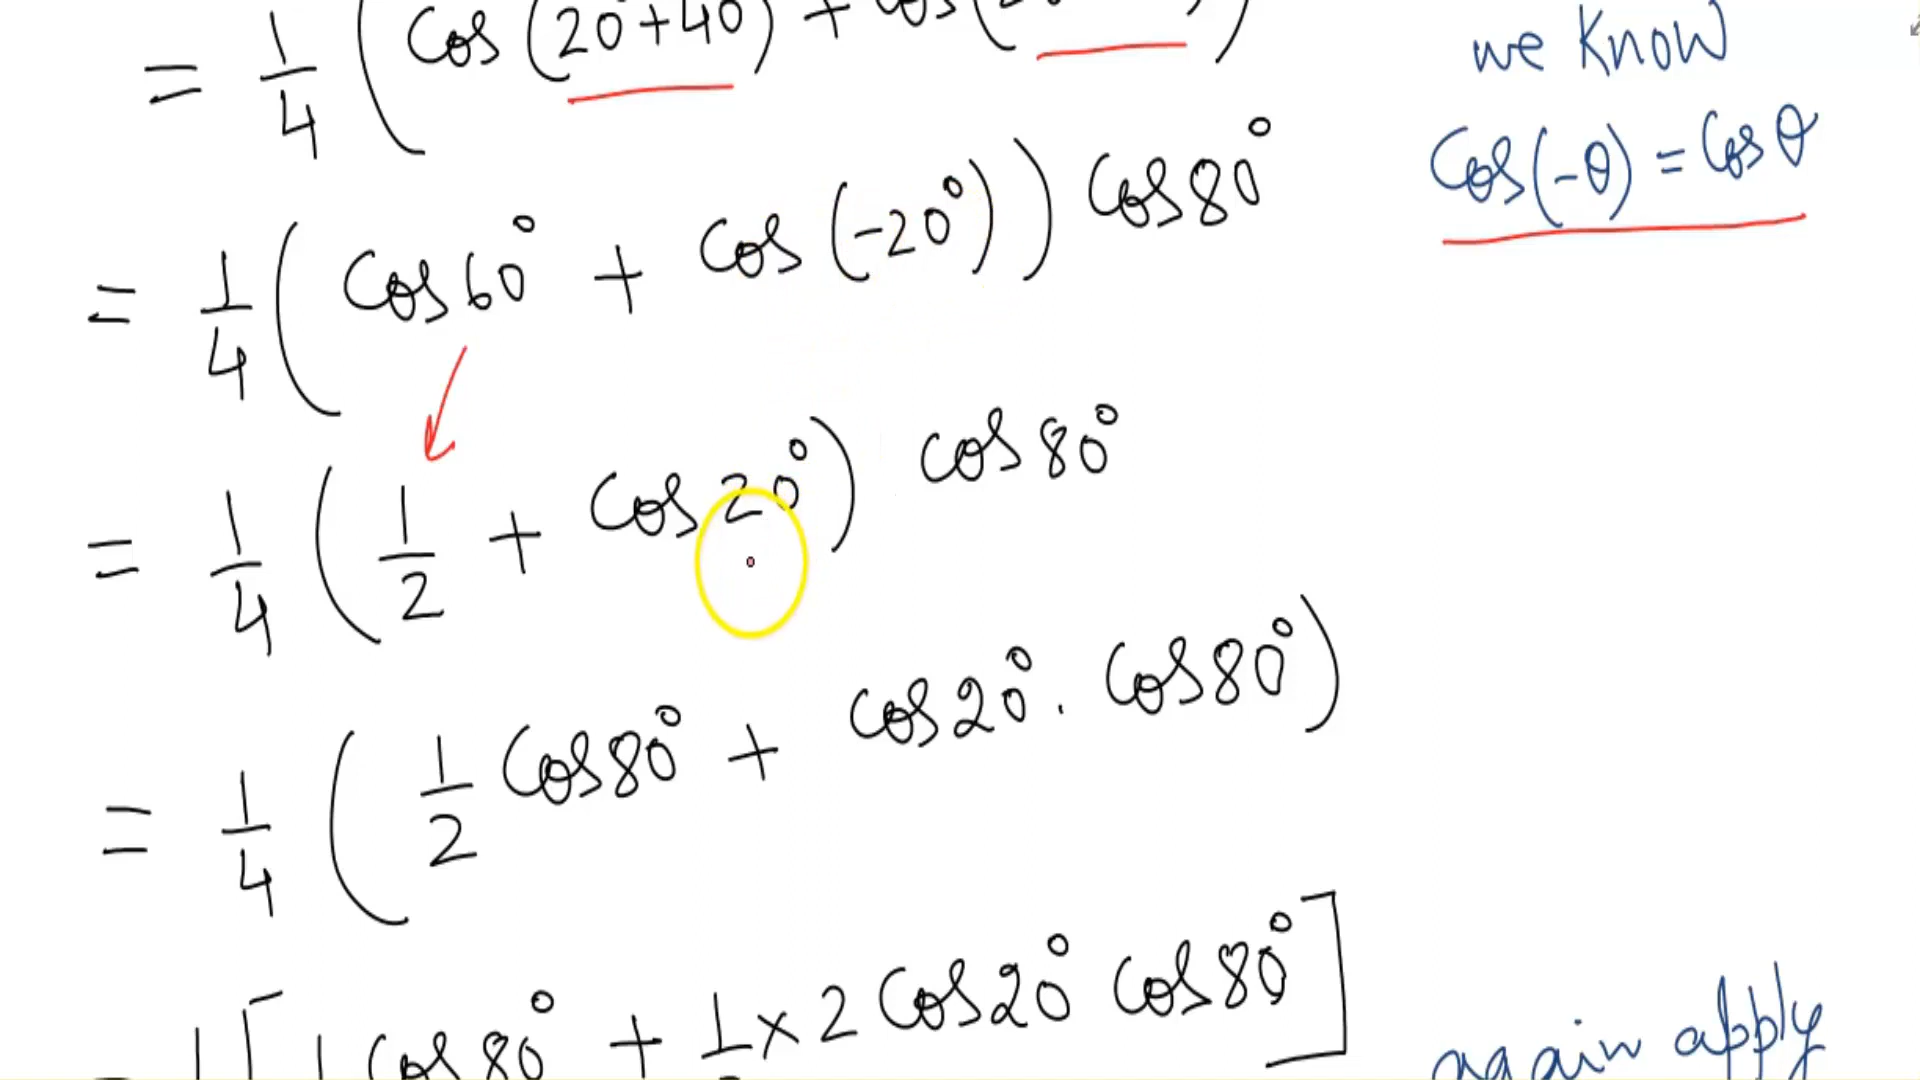 = 1/4 ( Cos (20°+40) + Cos (
we know
Cos(-θ) = Cos θ
= 1/4 ( Cos 60° + Cos (-20°) ) Cos 80°
= 1/4 ( 1/2 + Cos 20° ) Cos 80°
= 1/4 ( 1/2 Cos 80° + Cos 20° . Cos 80° )
Cos 80° + 1 × 2 Cos 20° Cos 80° ]
again apply